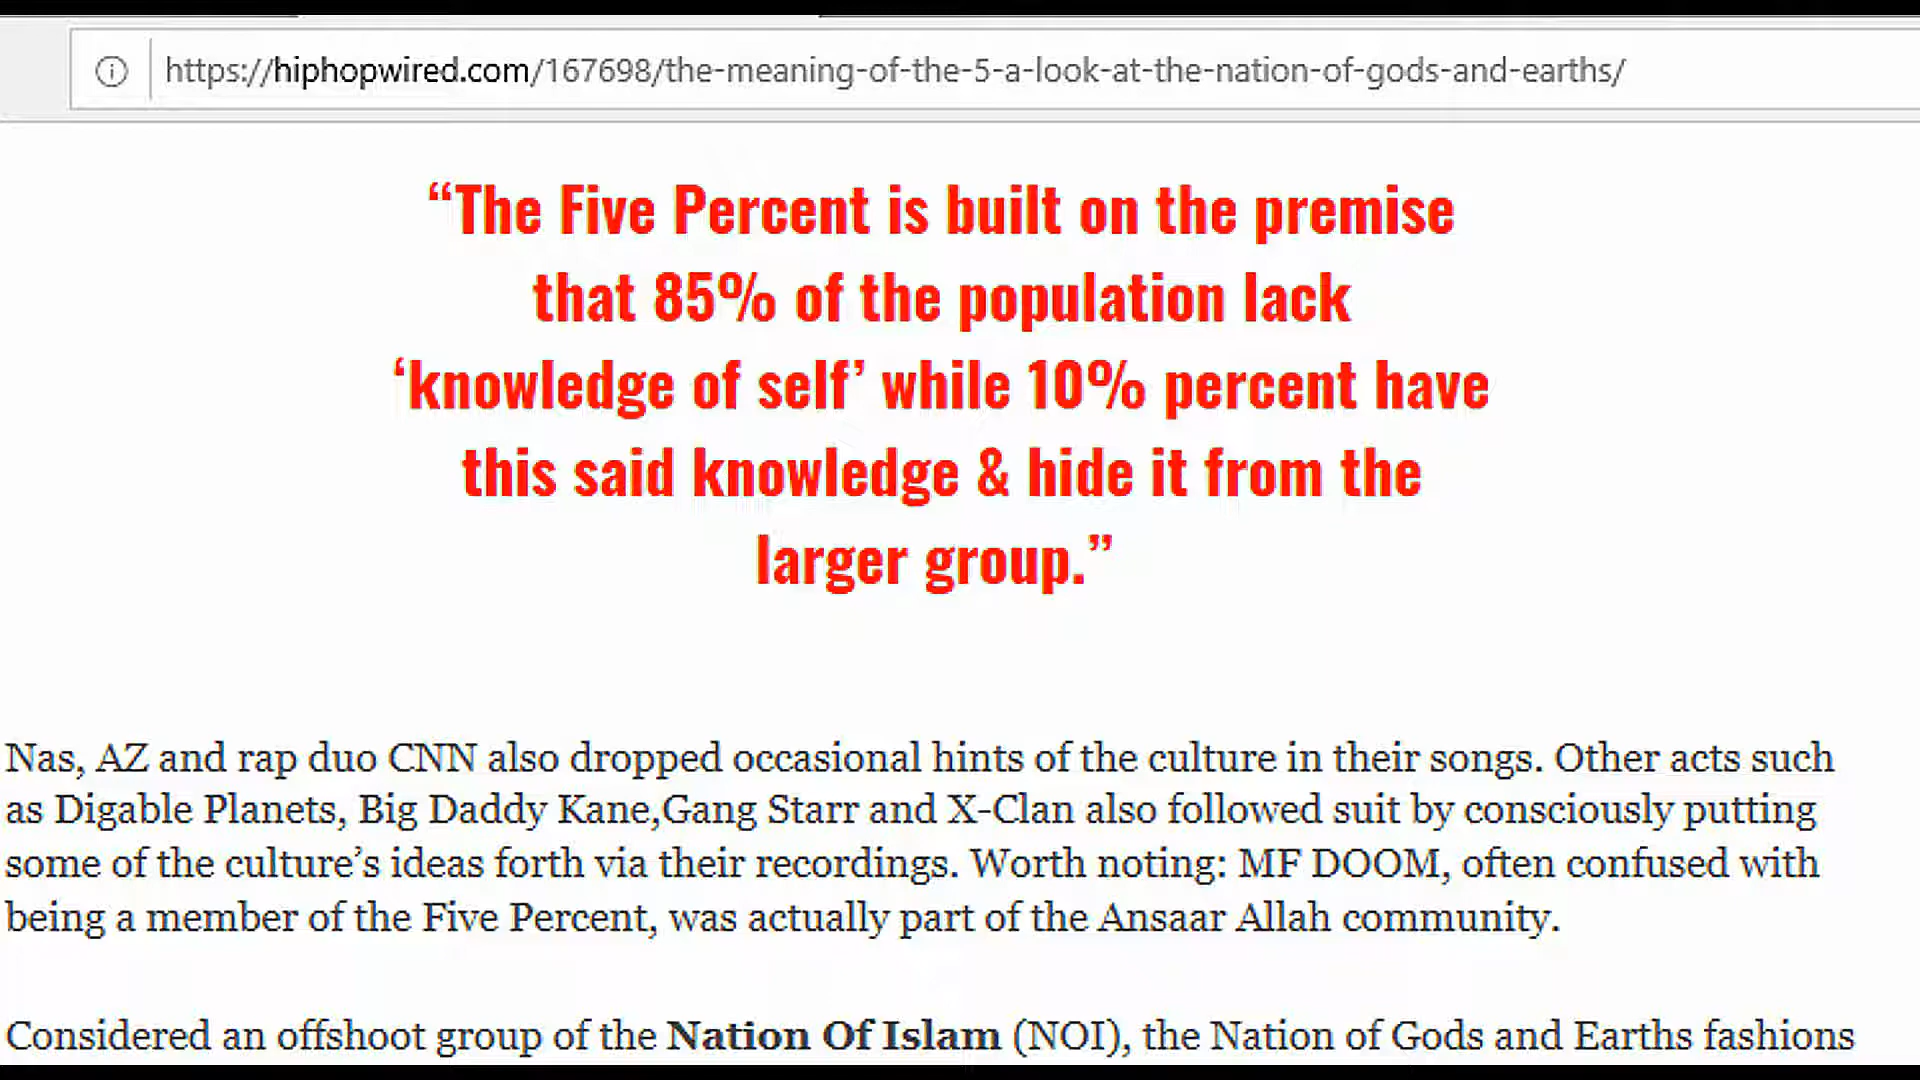 https://hiphopwired.com/167698/the-meaning-of-the-5-a-look-at-the-nation-of-gods-and-earths/
“The Five Percent is built on the premise
that 85% of the population lack
‘knowledge of self’ while 10% percent have
this said knowledge & hide it from the
larger group.”
Nas, AZ and rap duo CNN also dropped occasional hints of the culture in their songs. Other acts such
as Digable Planets, Big Daddy Kane,Gang Starr and X-Clan also followed suit by consciously putting
some of the culture’s ideas forth via their recordings. Worth noting: MF DOOM, often confused with
being a member of the Five Percent, was actually part of the Ansaar Allah community.
Considered an offshoot group of the Nation Of Islam (NOI), the Nation of Gods and Earths fashions